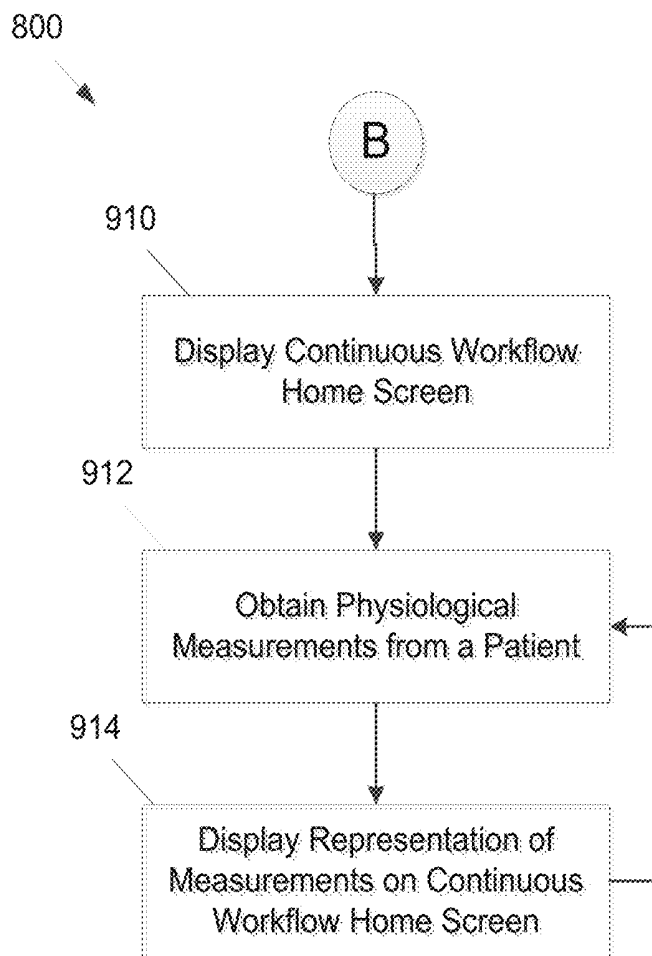 800
B
910
Display Continuous Workflow
Home Screen
912
Obtain Physiological
Measurements from a Patient
914
Display Representation of
Measurements on Continuous
Workflow Home Screen